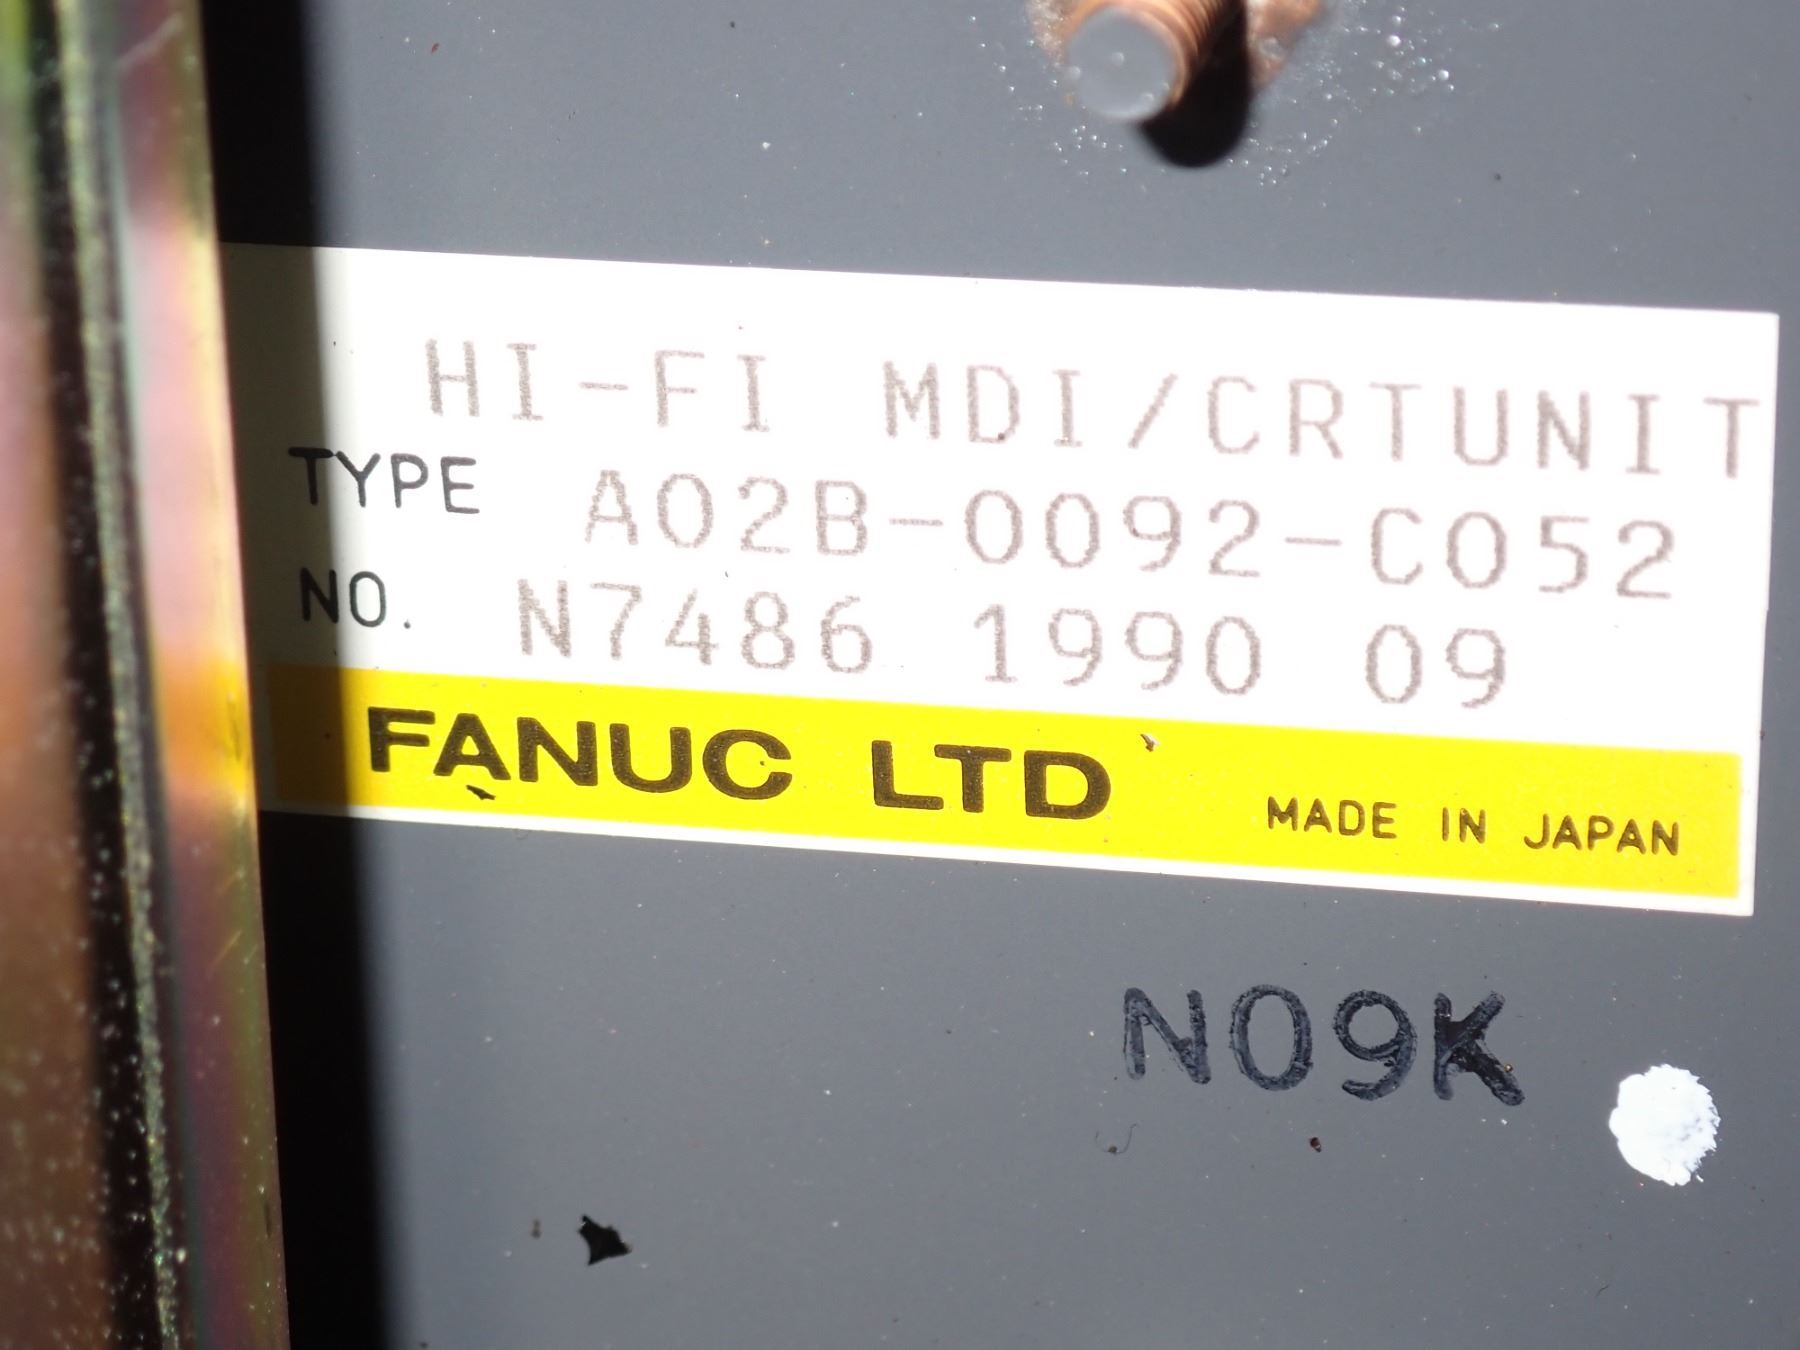 HI-FI MDI/CRTUNIT
TYPE A02B-0092-C052
NO. N7486 1990 09
FANUC LTD MADE IN JAPAN
N09K